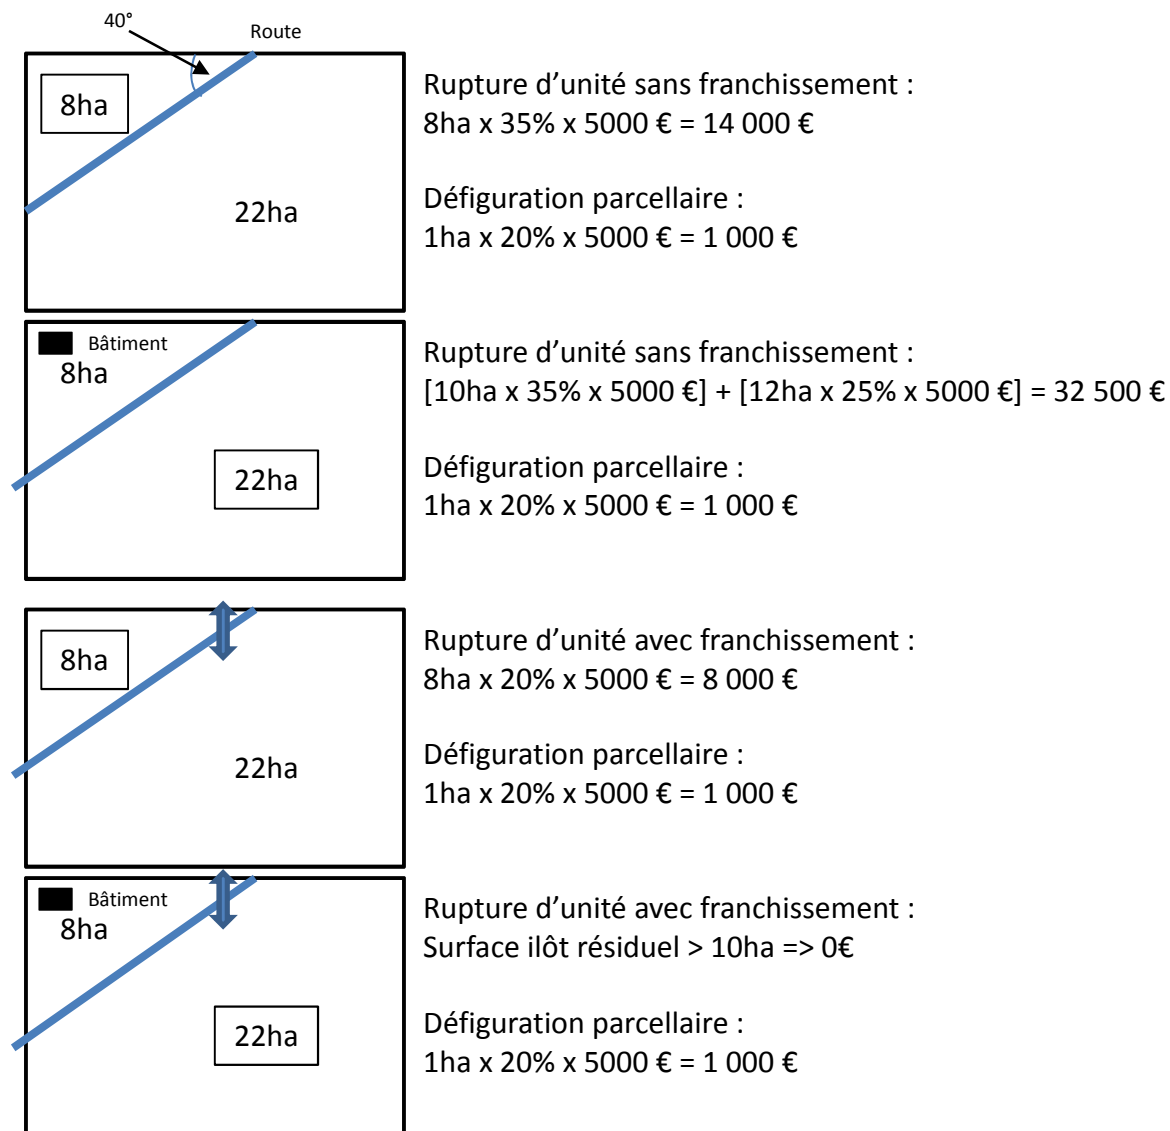 40°
Route
8ha
22ha
Rupture d’unité sans franchissement :
8ha x 35% x 5000 € = 14 000 €
Défiguration parcellaire :
1ha x 20% x 5000 € = 1 000 €
Bâtiment
8ha
22ha
Rupture d’unité sans franchissement :
[10ha x 35% x 5000 €] + [12ha x 25% x 5000 €] = 32 500 €
Défiguration parcellaire :
1ha x 20% x 5000 € = 1 000 €
8ha
22ha
Rupture d’unité avec franchissement :
8ha x 20% x 5000 € = 8 000 €
Défiguration parcellaire :
1ha x 20% x 5000 € = 1 000 €
Bâtiment
8ha
22ha
Rupture d’unité avec franchissement :
Surface ilôt résiduel > 10ha => 0€
Défiguration parcellaire :
1ha x 20% x 5000 € = 1 000 €